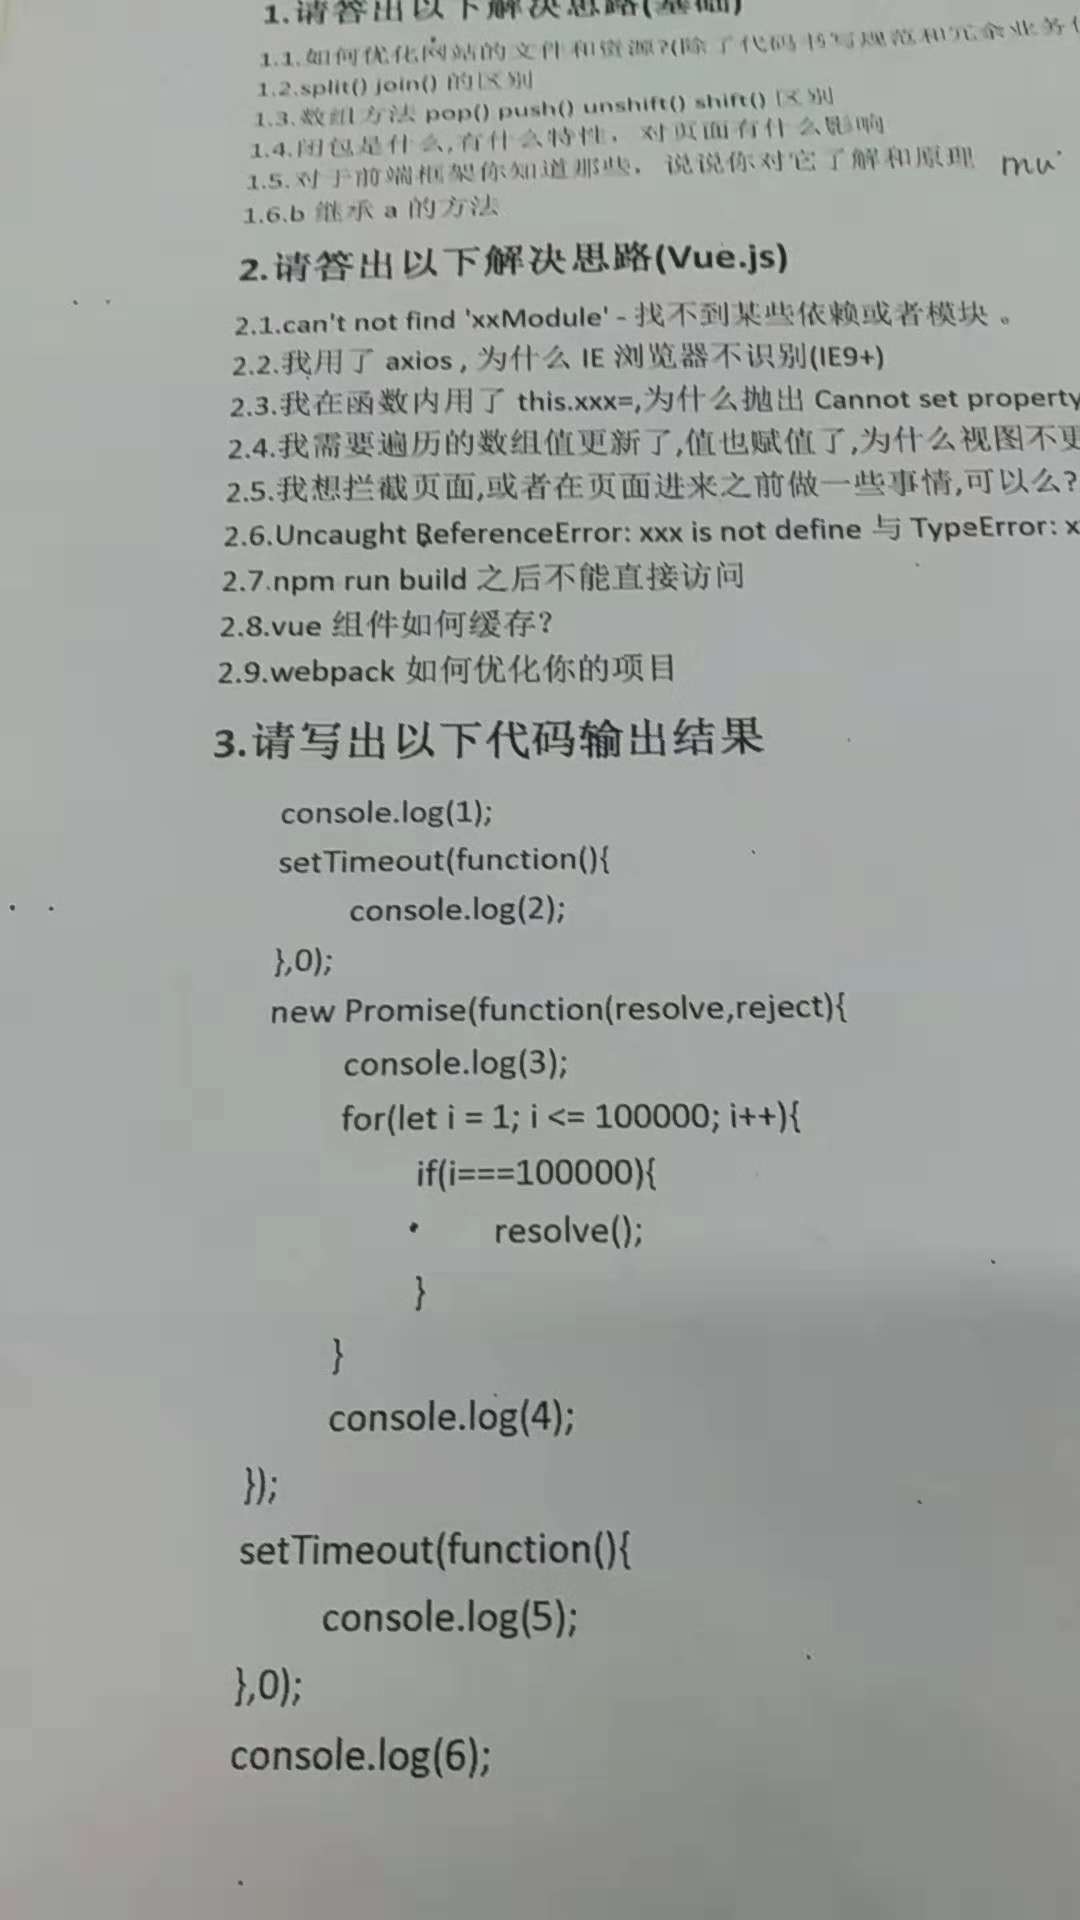 1.请答出以下解决思路(基础)
1.1.如何优化网站的文件和资源?(除了代码书写规范和冗余业务
1.2.split() join() 的区别
1.3.数组方法 pop() push() unshift() shift() 区别
1.4.闭包是什么,有什么特性，对页面有什么影响
1.5.对于前端框架你知道那些，说说你对它了解和原理 mu
1.6.b 继承 a 的方法
2.请答出以下解决思路(Vue.js)
2.1.can't not find 'xxModule' - 找不到某些依赖或者模块。
2.2.我用了 axios , 为什么 IE 浏览器不识别(IE9+)
2.3.我在函数内用了 this.xxx=,为什么抛出 Cannot set property
2.4.我需要遍历的数组值更新了,值也赋值了,为什么视图不更
2.5.我想拦截页面,或者在页面进来之前做一些事情,可以么?
2.6.Uncaught ReferenceError: xxx is not define 与 TypeError: x
2.7.npm run build 之后不能直接访问
2.8.vue 组件如何缓存?
2.9.webpack 如何优化你的项目
3.请写出以下代码输出结果
console.log(1);
setTimeout(function(){
console.log(2);
},0);
new Promise(function(resolve,reject){
console.log(3);
for(let i = 1; i <= 100000; i++){
if(i===100000){
resolve();
}
}
console.log(4);
});
setTimeout(function(){
console.log(5);
},0);
console.log(6);